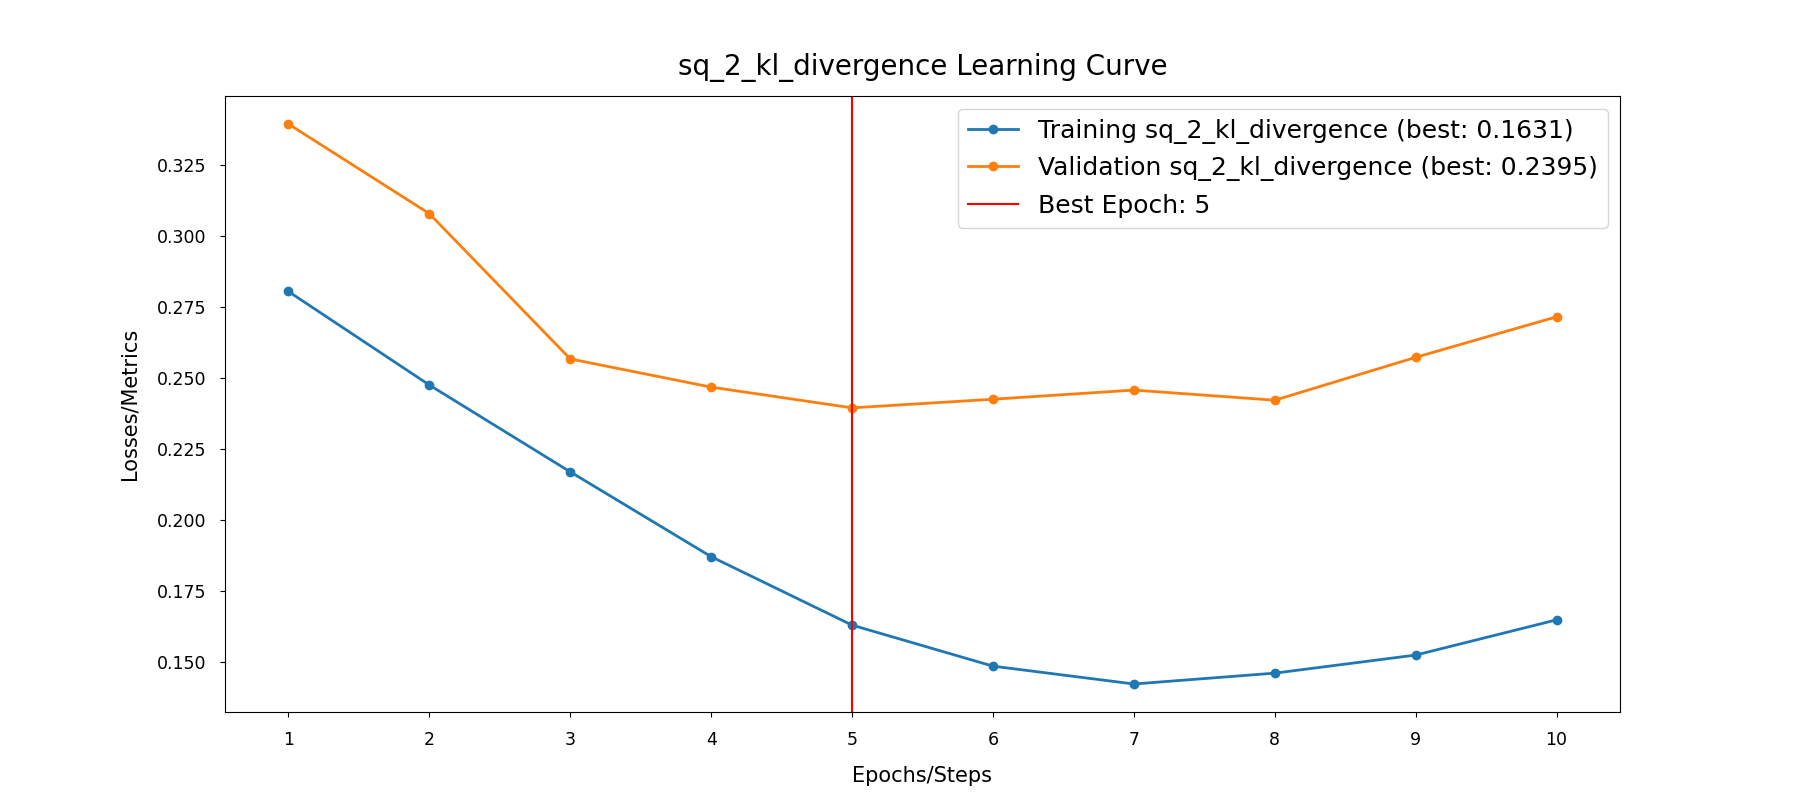 sq_2_kl_divergence Learning Curve
Training sq_2_kl_divergence (best: 0.1631)
Validation sq_2_kl_divergence (best: 0.2395)
Best Epoch: 5
Losses/Metrics
0.325
0.300
0.275
0.250
0.225
0.200
0.175
0.150
1 2 3 4 5 6 7 8 9 10
Epochs/Steps